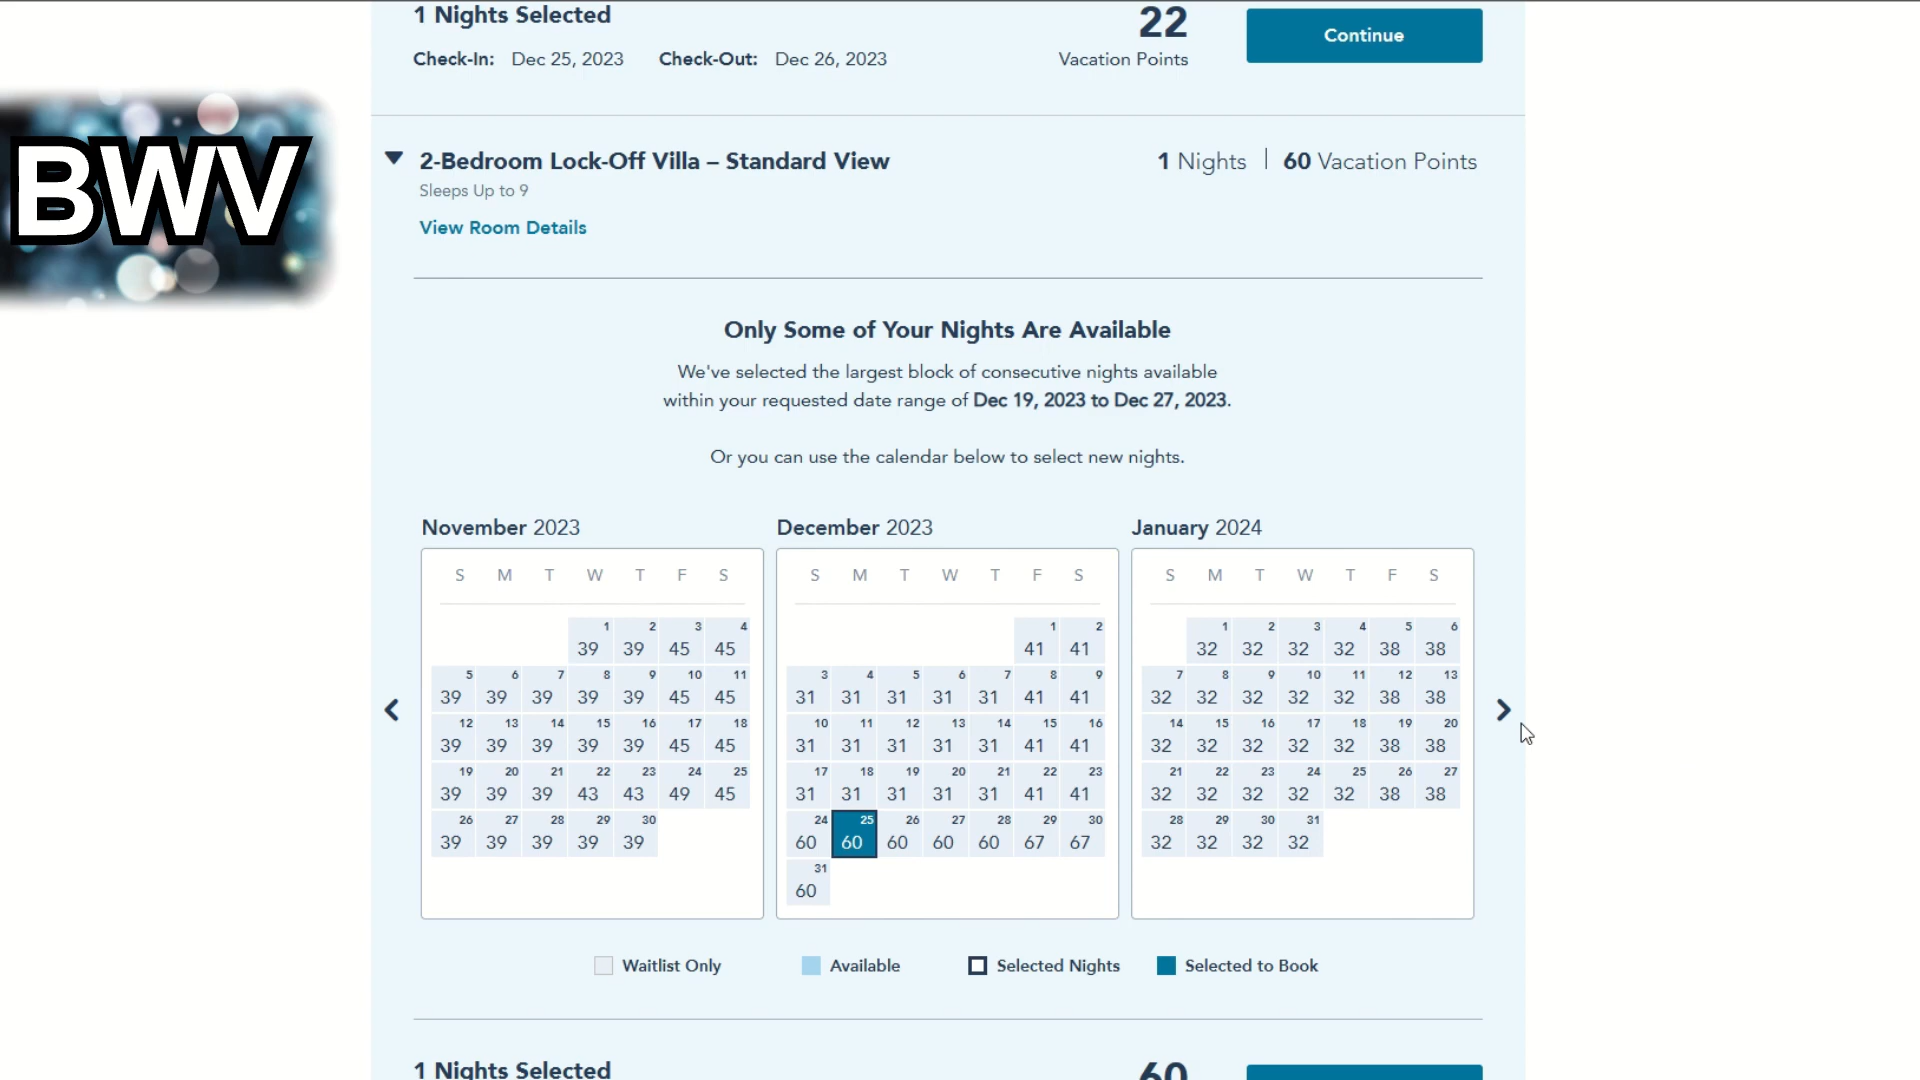 1 Nights Selected
22
Continue
Check-In: Dec 25, 2023 Check-Out: Dec 26, 2023
Vacation Points
BWV
2-Bedroom Lock-Off Villa – Standard View
1 Nights | 60 Vacation Points
Sleeps Up to 9
View Room Details
Only Some of Your Nights Are Available
We've selected the largest block of consecutive nights available
within your requested date range of Dec 19, 2023 to Dec 27, 2023.
Or you can use the calendar below to select new nights.
November 2023
S M T W T F S
1 2 3 4
39 39 45 45
5 6 7 8 9 10 11
39 39 39 39 39 45 45
12 13 14 15 16 17 18
39 39 39 39 39 45 45
19 20 21 22 23 24 25
39 39 39 43 43 49 45
26 27 28 29 30
39 39 39 39 39
December 2023
S M T W T F S
1 2
41 41
3 4 5 6 7 8 9
31 31 31 31 31 41 41
10 11 12 13 14 15 16
31 31 31 31 31 41 41
17 18 19 20 21 22 23
31 31 31 31 31 41 41
24 25 26 27 28 29 30
60 60 60 60 60 67 67
31
60
January 2024
S M T W T F S
1 2 3 4 5 6
32 32 32 32 38 38
7 8 9 10 11 12 13
32 32 32 32 32 38 38
14 15 16 17 18 19 20
32 32 32 32 32 38 38
21 22 23 24 25 26 27
32 32 32 32 32 38 38
28 29 30 31
32 32 32 32
Waitlist Only
Available
Selected Nights
Selected to Book
1 Nights Selected
60